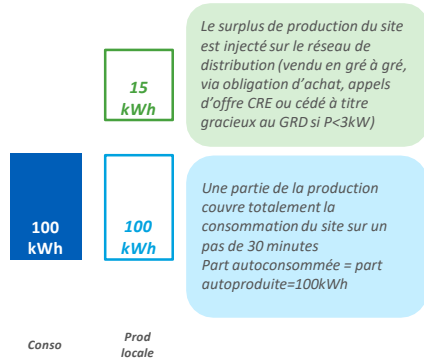 Le surplus de production du site
est injecté sur le réseau de
distribution (vendu en gré à gré,
via obligation d'achat, appels
d'offre CRE ou cédé à titre
gracieux au GRD si P<3kW)
15
kWh
100
kWh
100
kWh
Une partie de la production
couvre totalement la
consommation du site sur un
pas de 30 minutes
Part autoconsommée = part
autoproduite=100kWh
Conso
Prod
locale